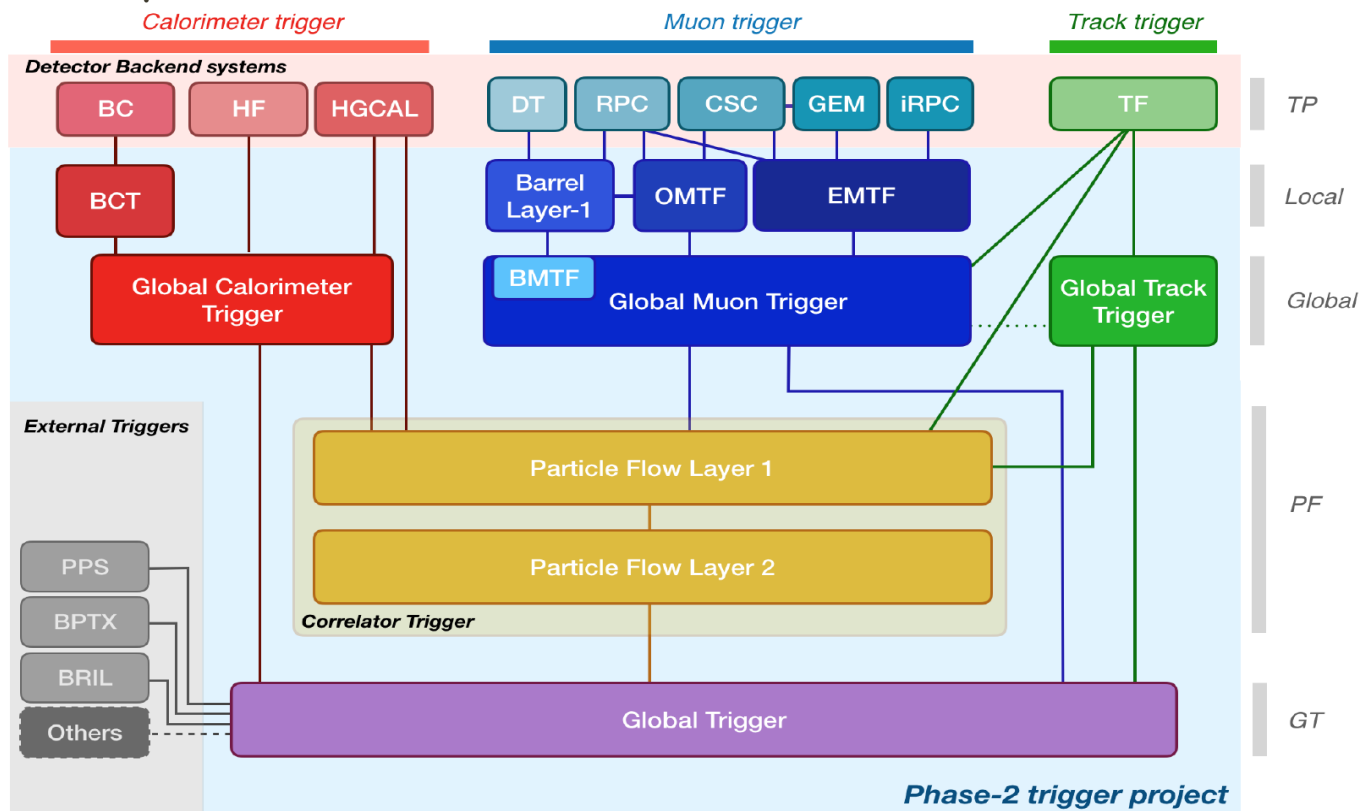 Calorimeter trigger
Muon trigger
Track trigger
Detector Backend systems
BC
HF
HGCAL
DT
RPC
CSC
GEM
iRPC
TF
TP
BCT
Barrel
Layer-1
OMTF
EMTF
Local
Global Calorimeter
Trigger
BMTF
Global Muon Trigger
Global Track
Trigger
Global
External Triggers
Particle Flow Layer 1
PF
Particle Flow Layer 2
Correlator Trigger
PPS
BPTX
BRIL
Others
Global Trigger
GT
Phase-2 trigger project